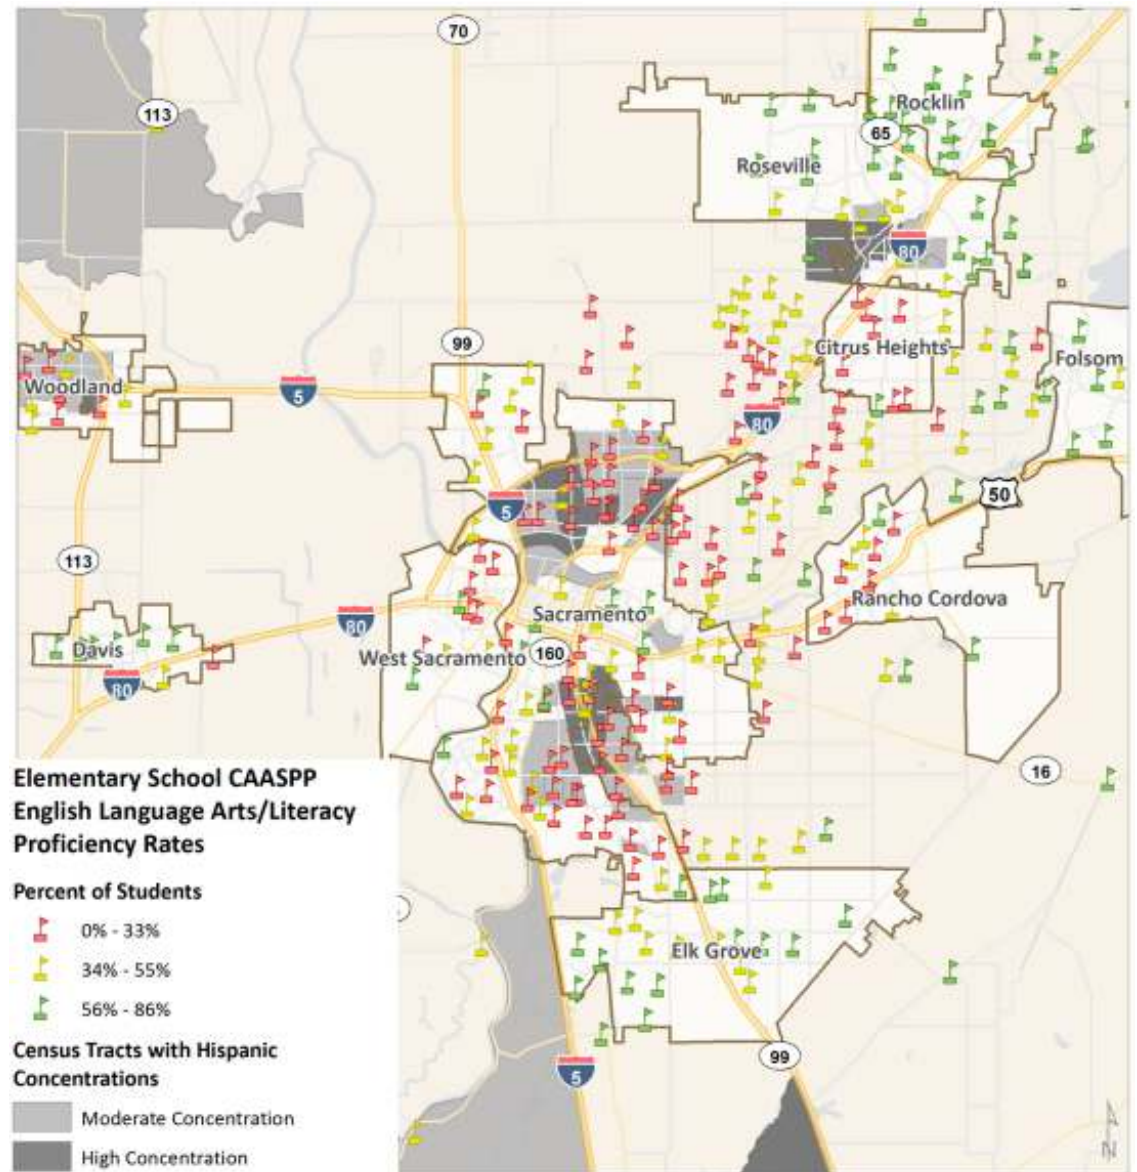 70
113
Rocklin
65
Roseville
80
99
Citrus Heights
Folsom
Woodland
5
80
5
50
113
Rancho Cordova
Sacramento
80
Davis
West Sacramento
160
80
16
Elk Grove
99
5
Elementary School CAASPP
English Language Arts/Literacy
Proficiency Rates
Percent of Students
0% - 33%
34% - 55%
56% - 86%
Census Tracts with Hispanic
Concentrations
Moderate Concentration
High Concentration
N